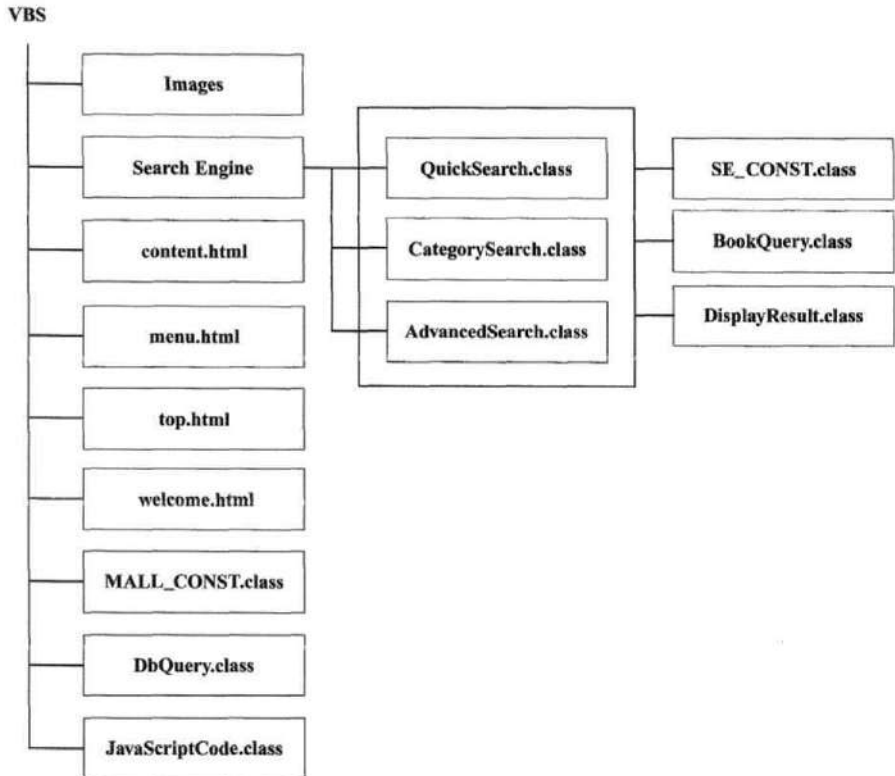 VBS
Images
Search Engine
content.html
menu.html
top.html
welcome.html
MALL_CONST.class
DbQuery.class
JavaScriptCode.class
QuickSearch.class
CategorySearch.class
AdvancedSearch.class
SE_CONST.class
BookQuery.class
DisplayResult.class